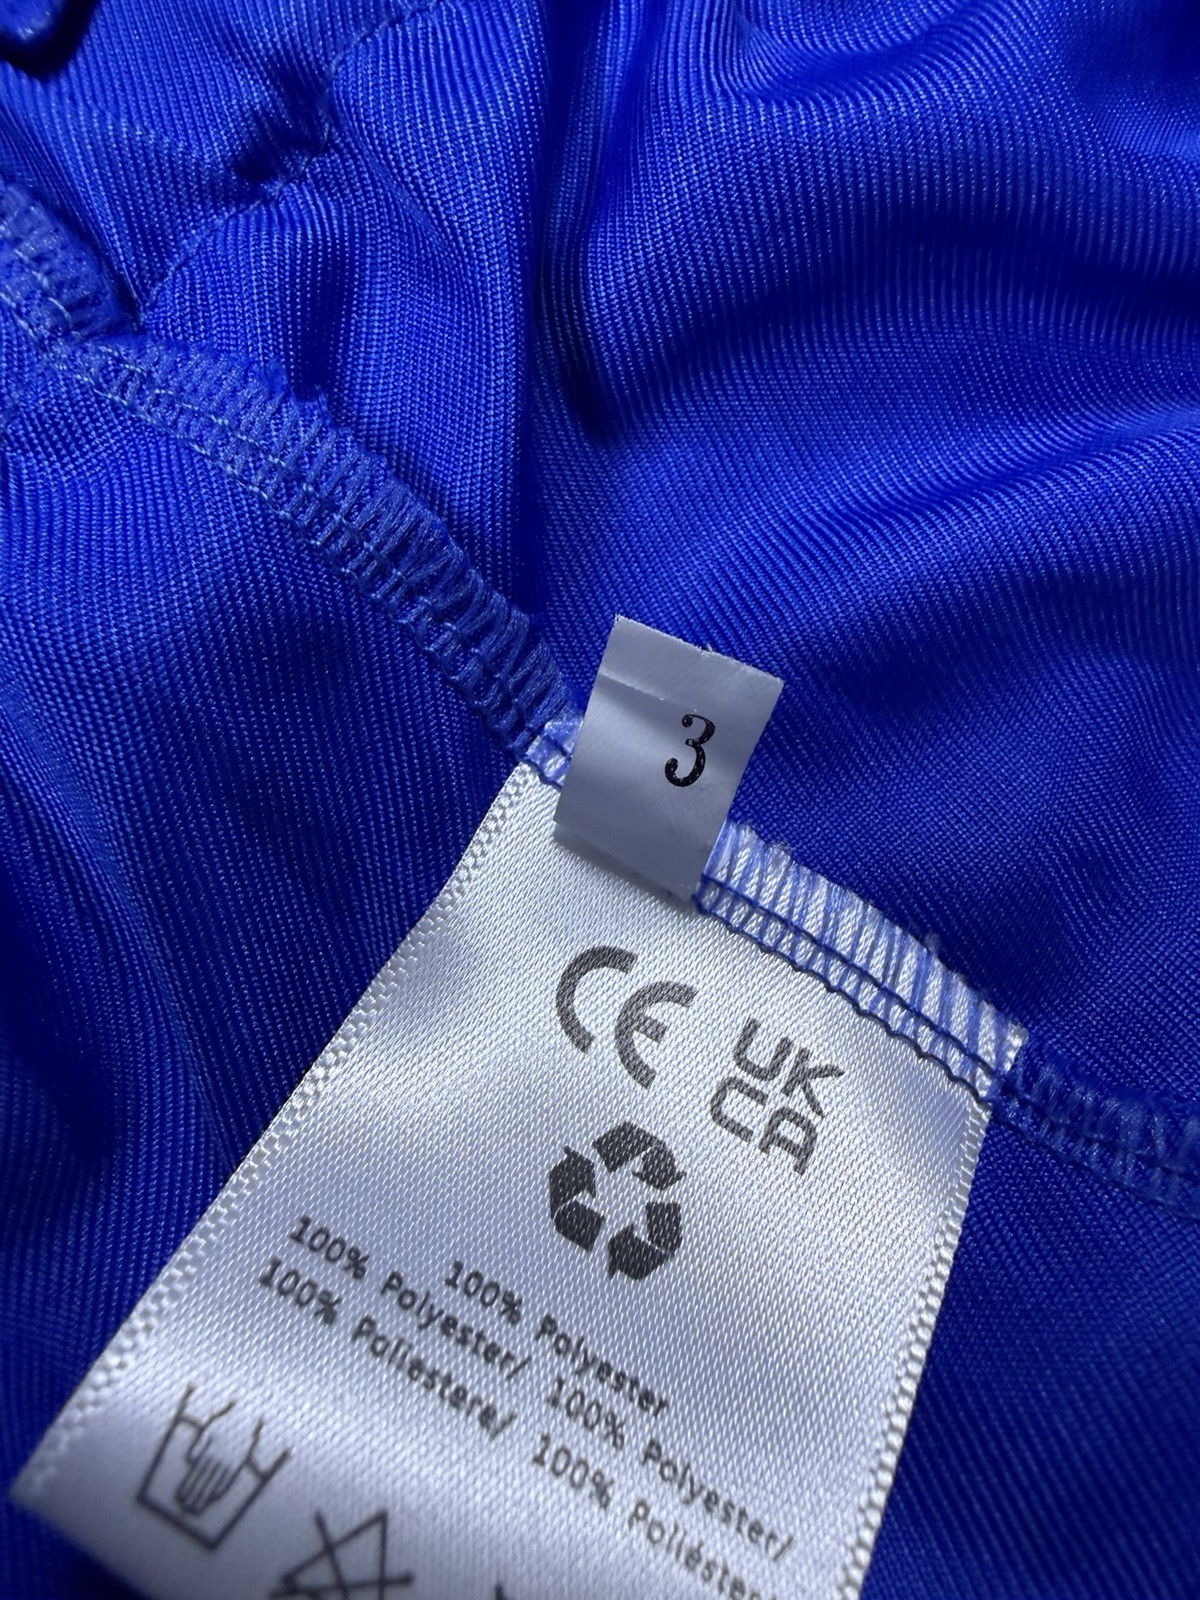 3
CE
UK
CA
100% Polyester
100% Polyester/ 100% Polyester/
100% Poliestere/ 100% Poliéster/